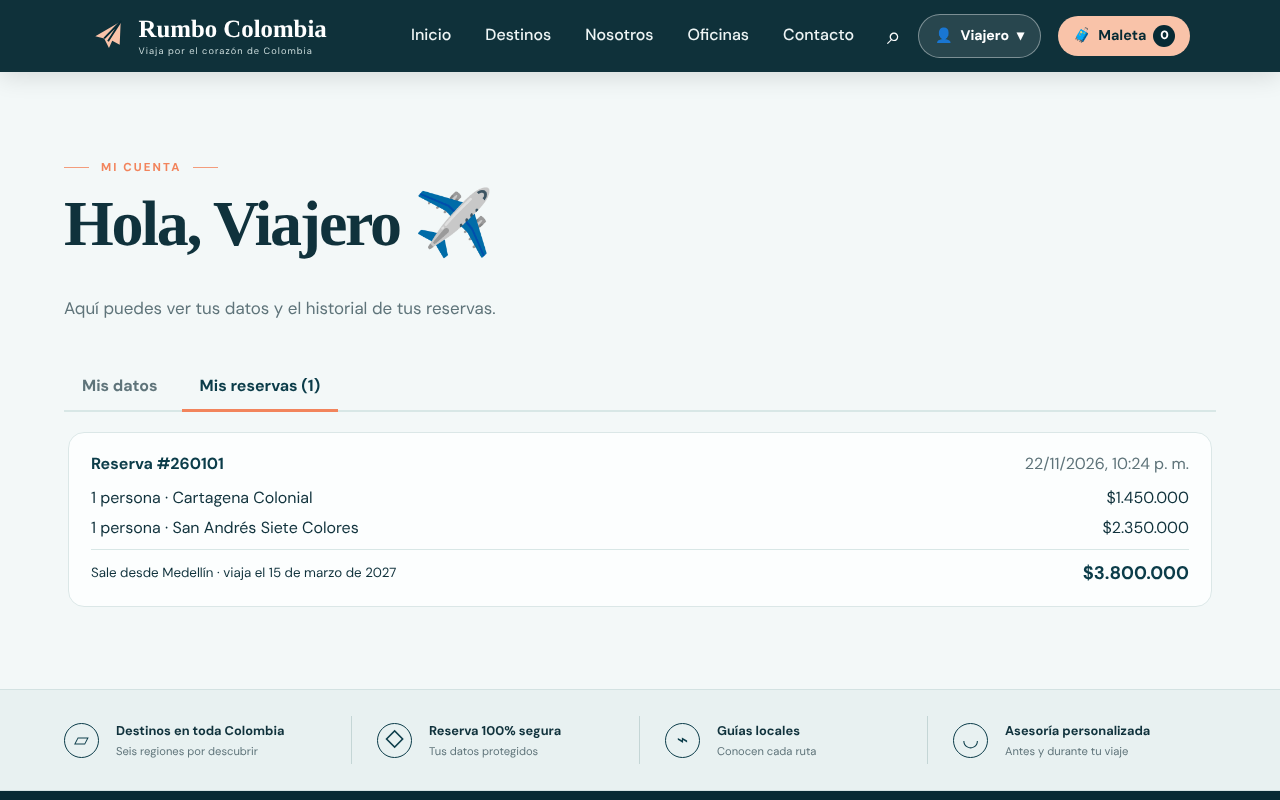 Rumbo Colombia
Viaja por el corazón de Colombia
Inicio
Destinos
Nosotros
Oficinas
Contacto
Viajero ▾
Maleta 0
MI CUENTA
Hola, Viajero
Aquí puedes ver tus datos y el historial de tus reservas.
Mis datos
Mis reservas (1)
Reserva #260101
22/11/2026, 10:24 p. m.
1 persona · Cartagena Colonial
$1.450.000
1 persona · San Andrés Siete Colores
$2.350.000
Sale desde Medellín · viaja el 15 de marzo de 2027
$3.800.000
Destinos en toda Colombia
Seis regiones por descubrir
Reserva 100% segura
Tus datos protegidos
Guías locales
Conocen cada ruta
Asesoría personalizada
Antes y durante tu viaje